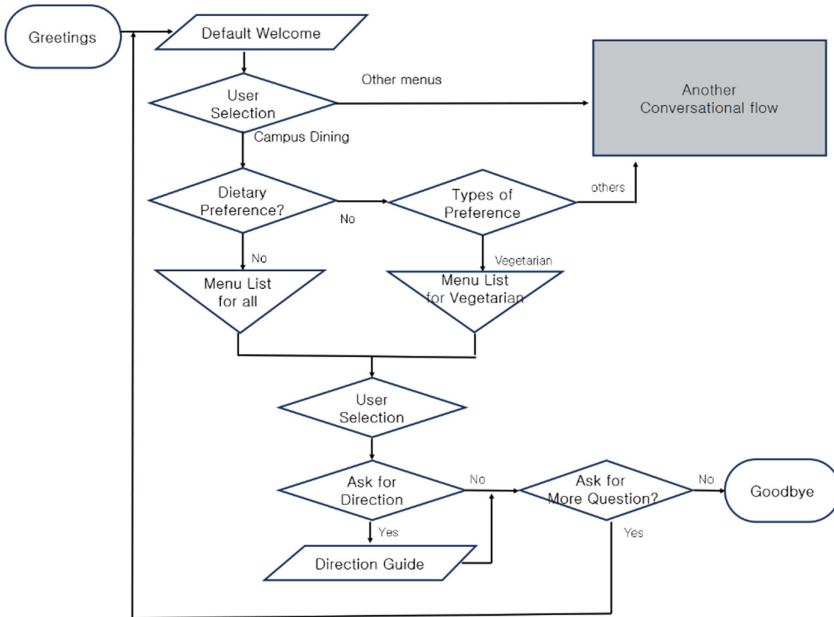 Greetings
Default Welcome
Other menus
User
Selection
Another
Conversational flow
Campus Dining
Dietary
Preference?
No
Types of
Preference
others
No
Vegetarian
Menu List
for all
Menu List
for Vegetarian
User
Selection
Ask for
Direction
No
Ask for
More Question?
No
Goodbye
Yes
Yes
Direction Guide